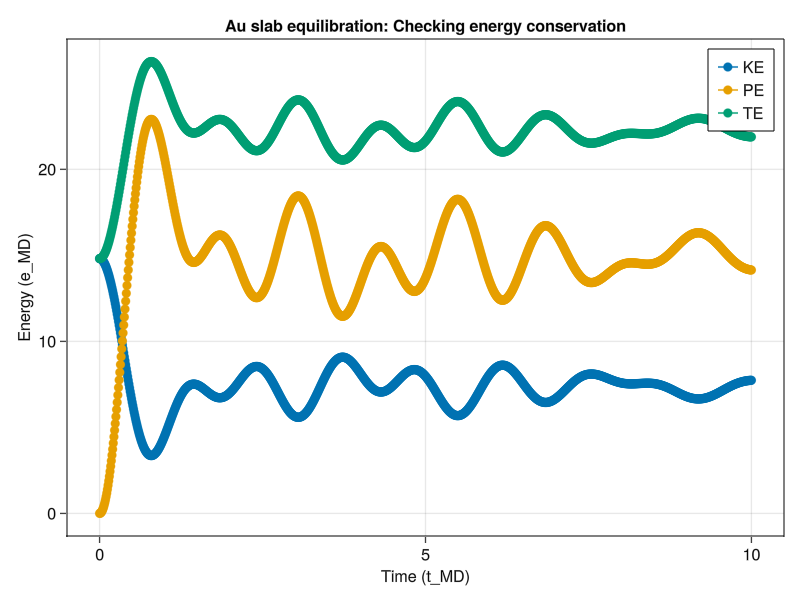 Au slab equilibration: Checking energy conservation
KE
PE
TE
20
10
0
Energy (e_MD)
0 5 10
Time (t_MD)